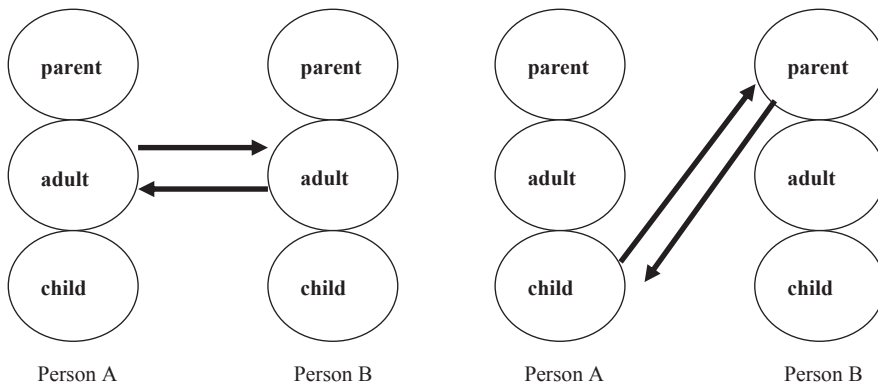 parent parent parent parent
adult adult adult adult
child child child child
Person A Person B Person A Person B